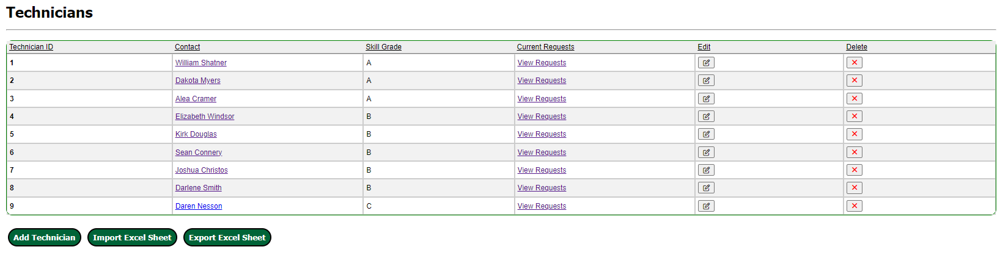 Technicians
Technician ID Contact Skill Grade Current Requests Edit Delete
1 William Shatner A View Requests
2 Dakota Myers A View Requests
3 Alea Cramer A View Requests
4 Elizabeth Windsor B View Requests
5 Kirk Douglas B View Requests
6 Sean Connery B View Requests
7 Joshua Christos B View Requests
8 Darlene Smith B View Requests
9 Daren Nesson C View Requests
Add Technician Import Excel Sheet Export Excel Sheet